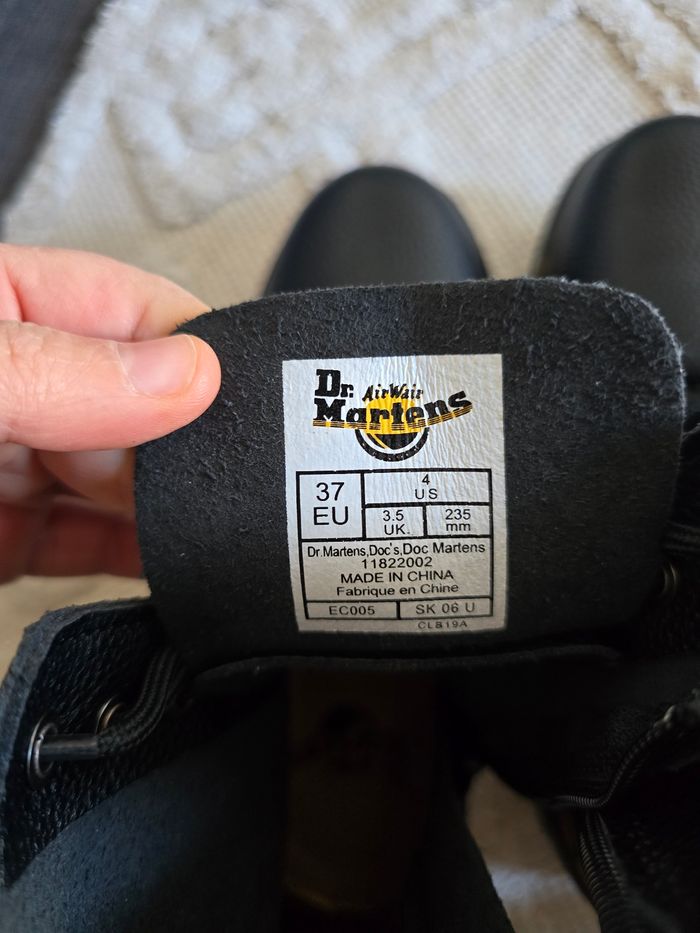 Dr. AirWair
Martens
37 EU
4 US
3.5 UK.
235 mm
Dr.Martens,Doc's,Doc Martens
11822002
MADE IN CHINA
Fabrique en Chine
EC005 SK 06 U
CLB19A